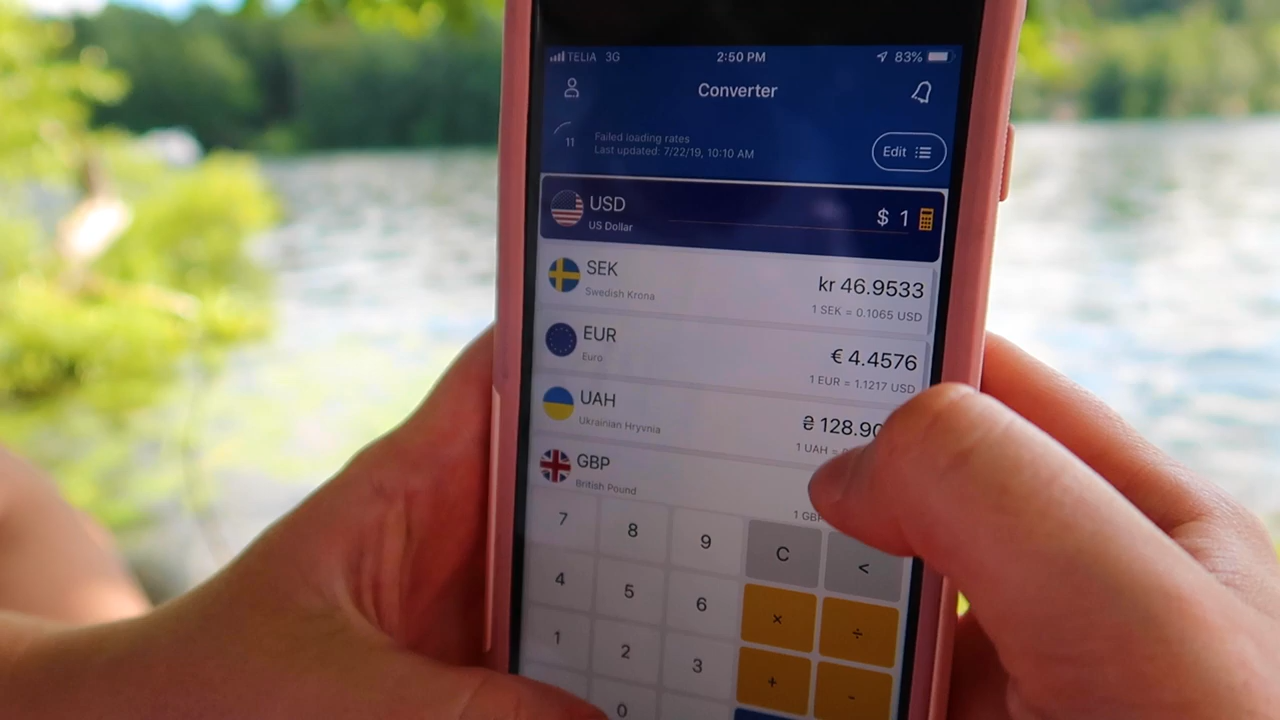 TELIA 3G 2:50 PM 83%
Converter
11
Failed loading rates
Last updated: 7/22/19, 10:10 AM
Edit
USD
US Dollar
$ 1
SEK
Swedish Krona
kr 46.9533
1 SEK = 0.1065 USD
EUR
Euro
€ 4.4576
1 EUR = 1.1217 USD
UAH
Ukrainian Hryvnia
₴ 128.90
1 UAH =
GBP
British Pound
1 GBP
7 8 9 C <
4 5 6 × ÷
1 2 3 + -
0